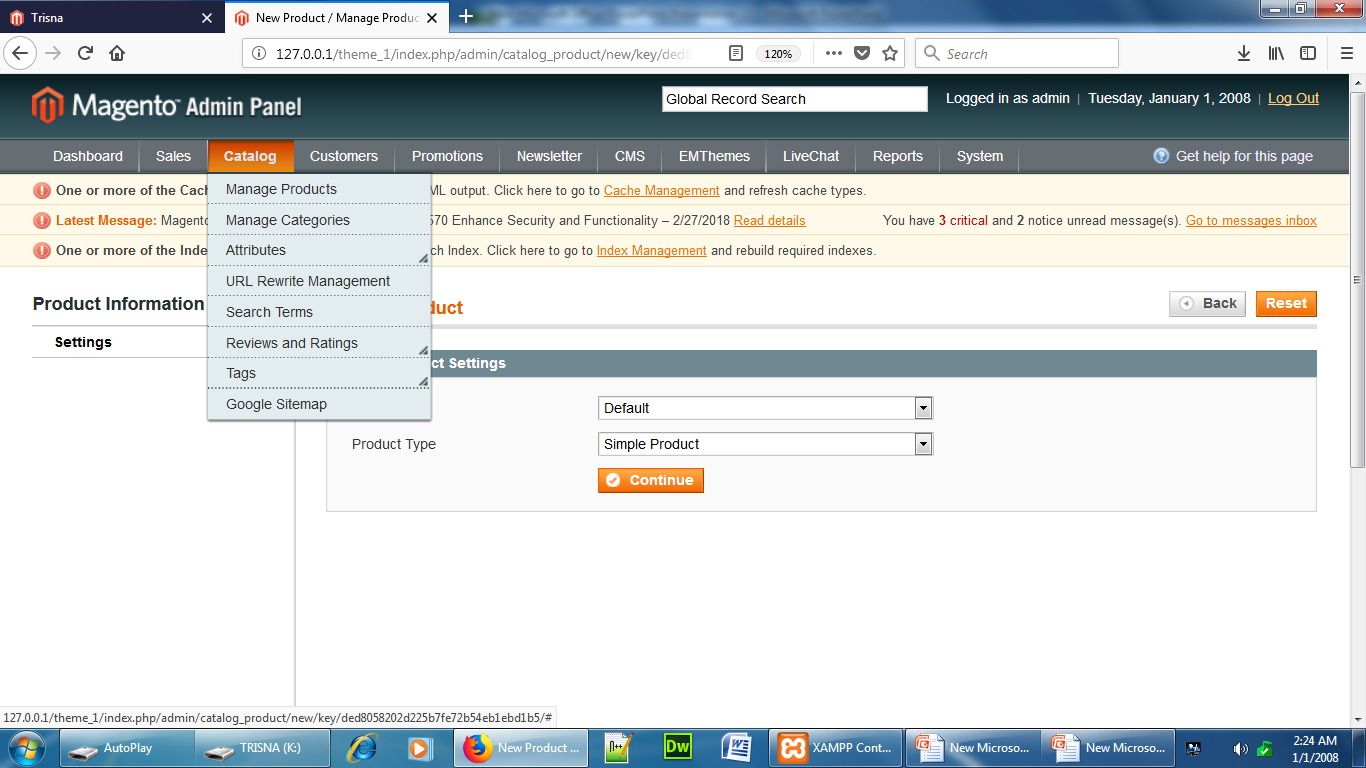 Trisna
New Product / Manage Produc
127.0.0.1/theme_1/index.php/admin/catalog_product/new/key/ded8
120%
Search
Magento Admin Panel
Global Record Search
Logged in as admin | Tuesday, January 1, 2008 | Log Out
Dashboard Sales Catalog Customers Promotions Newsletter CMS EMThemes LiveChat Reports System Get help for this page
One or more of the Cach ML output. Click here to go to Cache Management and refresh cache types.
Latest Message: Magento 570 Enhance Security and Functionality – 2/27/2018 Read details You have 3 critical and 2 notice unread message(s). Go to messages inbox
One or more of the Inde ch Index. Click here to go to Index Management and rebuild required indexes.
Manage Products
Manage Categories
Attributes
URL Rewrite Management
Search Terms
Reviews and Ratings
Tags
Google Sitemap
Product Information
Settings
duct
Back
Reset
ct Settings
Default
Product Type
Simple Product
Continue
127.0.0.1/theme_1/index.php/admin/catalog_product/new/key/ded8058202d225b7fe72b54eb1ebd1b5/#
AutoPlay
TRISNA (K:)
New Product ...
Dw
XAMPP Cont...
New Microso...
New Microso...
2:24 AM
1/1/2008